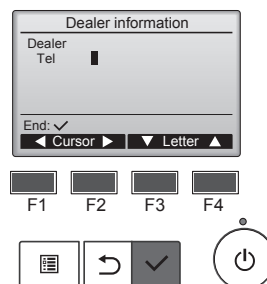 Dealer information
Dealer
Tel
End: ✓
◀ Cursor ▶ ▼ Letter ▲
F1 F2 F3 F4